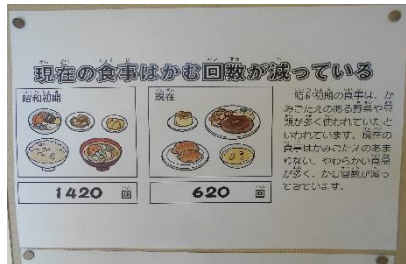 現在の食事はかむ回数が減っている
昭和初期
現在
1420 回
620 回
昭和初期の食事は、か
みごたえのある野菜や豆
類が多く使われていたと
いわれています。現在の
食事はかみごたえのあま
りない、やわらかい食品
が多く、かむ回数が減っ
てきています。